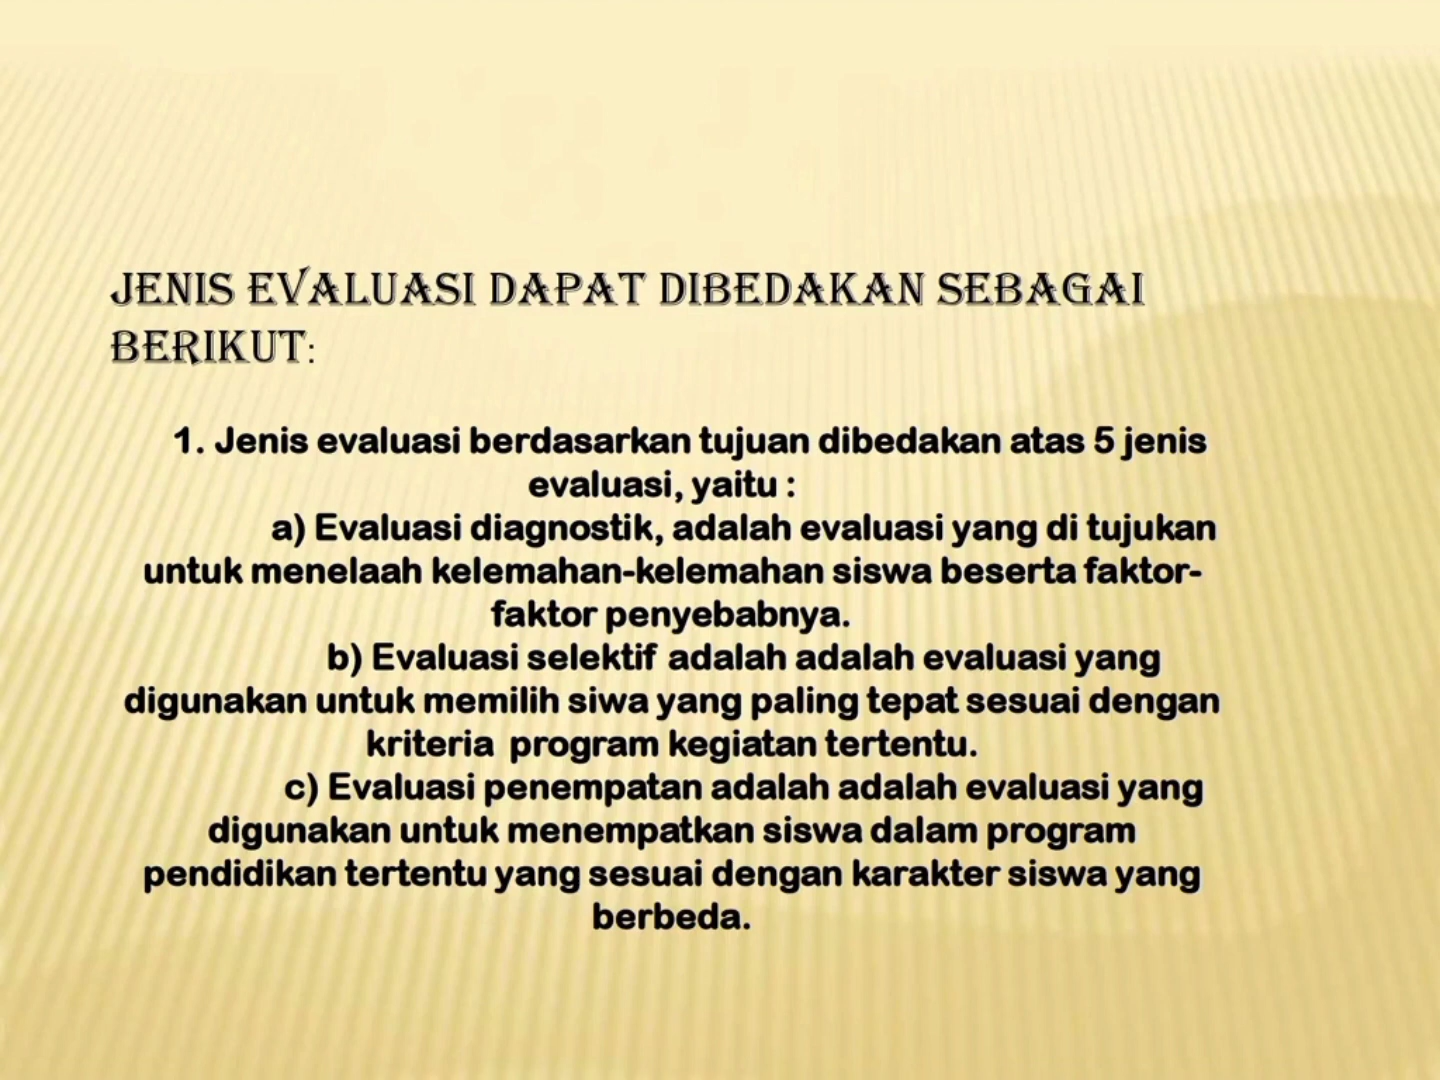 JENIS EVALUASI DAPAT DIBEDAKAN SEBAGAI
BERIKUT:
1. Jenis evaluasi berdasarkan tujuan dibedakan atas 5 jenis
evaluasi, yaitu :
a) Evaluasi diagnostik, adalah evaluasi yang di tujukan
untuk menelaah kelemahan-kelemahan siswa beserta faktor-
faktor penyebabnya.
b) Evaluasi selektif adalah adalah evaluasi yang
digunakan untuk memilih siwa yang paling tepat sesuai dengan
kriteria program kegiatan tertentu.
c) Evaluasi penempatan adalah adalah evaluasi yang
digunakan untuk menempatkan siswa dalam program
pendidikan tertentu yang sesuai dengan karakter siswa yang
berbeda.